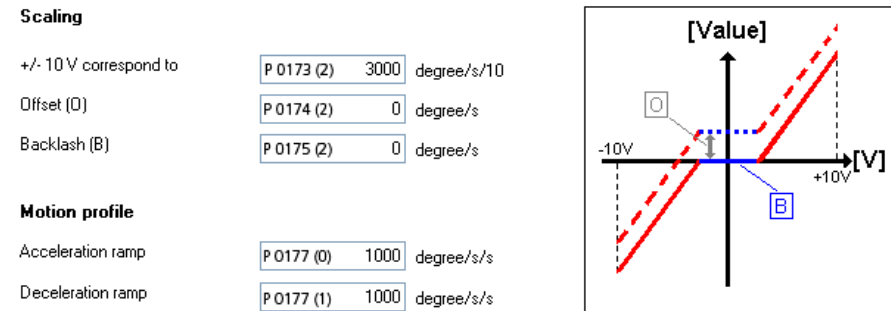 Scaling
+/- 10 V correspond to P 0173 (2) 3000 degree/s/10
Offset (O) P 0174 (2) 0 degree/s
Backlash (B) P 0175 (2) 0 degree/s
Motion profile
Acceleration ramp P 0177 (0) 1000 degree/s/s
Deceleration ramp P 0177 (1) 1000 degree/s/s
[Value]
O
-10V
[V]
+10V
B